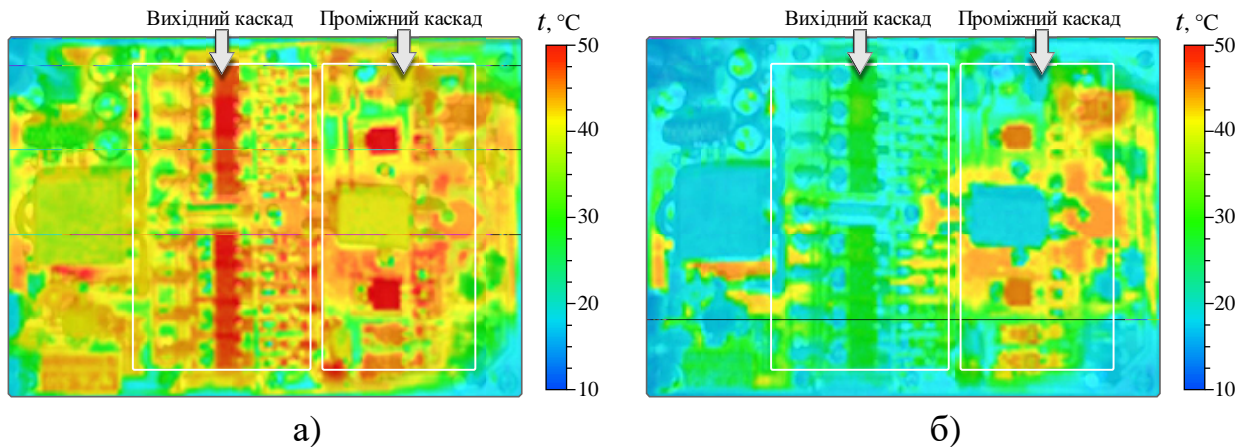 Вихідний каскад
Проміжний каскад
t, °C
50
40
30
20
10
а)
Вихідний каскад
Проміжний каскад
t, °C
50
40
30
20
10
б)